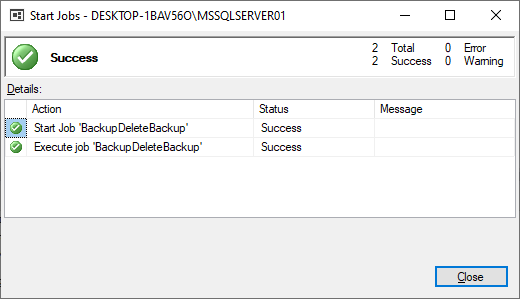 Start Jobs - DESKTOP-1BAV56O\MSSQLSERVER01
Success
2 Total 0 Error
2 Success 0 Warning
Details:
Action Status Message
Start Job 'BackupDeleteBackup' Success
Execute job 'BackupDeleteBackup' Success
Close